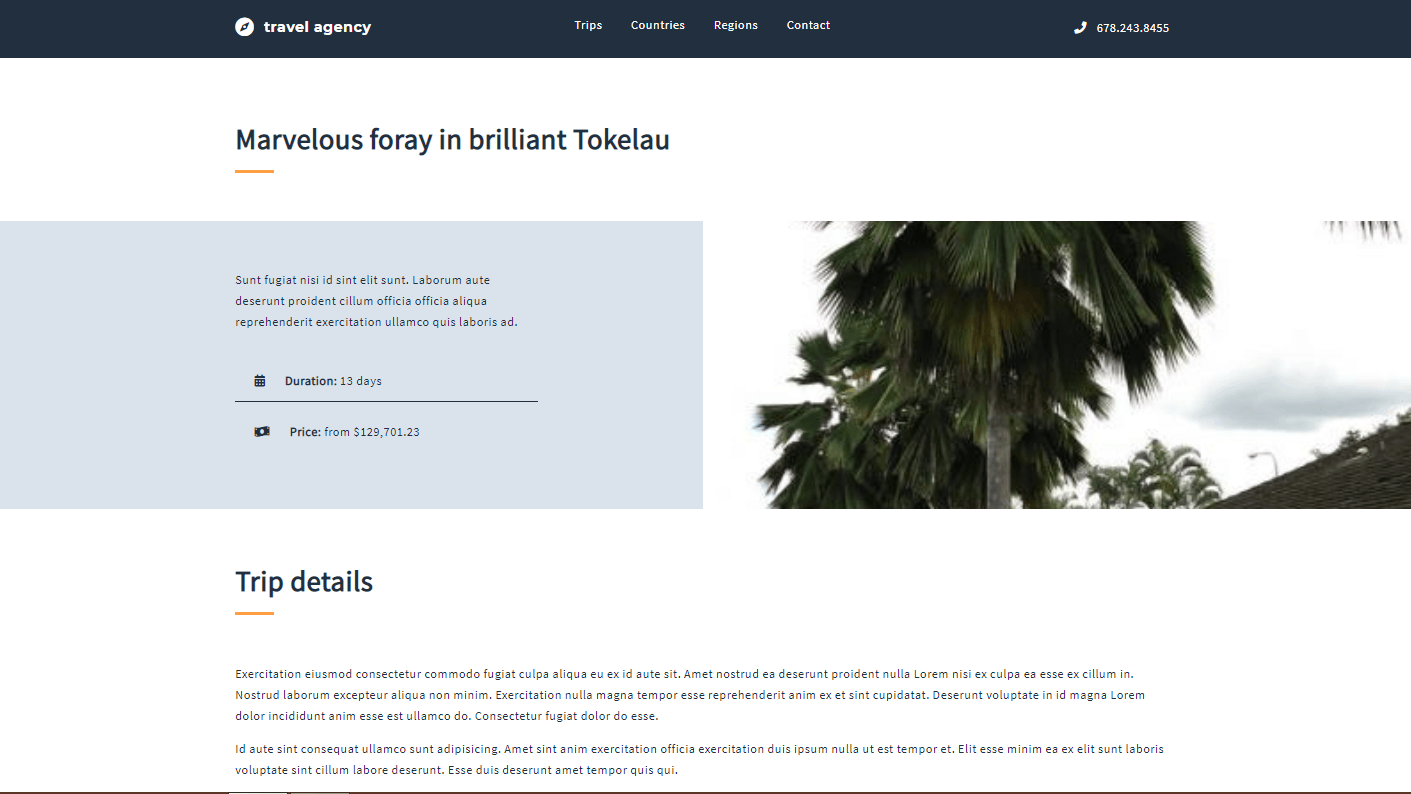 travel agency
Trips
Countries
Regions
Contact
678.243.8455
Marvelous foray in brilliant Tokelau
Sunt fugiat nisi id sint elit sunt. Laborum aute
deserunt proident cillum officia officia aliqua
reprehenderit exercitation ullamco quis laboris ad.
Duration: 13 days
Price: from $129,701.23
Trip details
Exercitation eiusmod consectetur commodo fugiat culpa aliqua eu ex id aute sit. Amet nostrud ea deserunt proident nulla Lorem nisi ex culpa ea esse ex cillum in.
Nostrud laborum excepteur aliqua non minim. Exercitation nulla magna tempor esse reprehenderit anim ex et sint cupidatat. Deserunt voluptate in id magna Lorem
dolor incididunt anim esse est ullamco do. Consectetur fugiat dolor do esse.
Id aute sint consequat ullamco sunt adipisicing. Amet sint anim exercitation officia exercitation duis ipsum nulla ut est tempor et. Elit esse minim ea ex elit sunt laboris
voluptate sint cillum labore deserunt. Esse duis deserunt amet tempor quis qui.